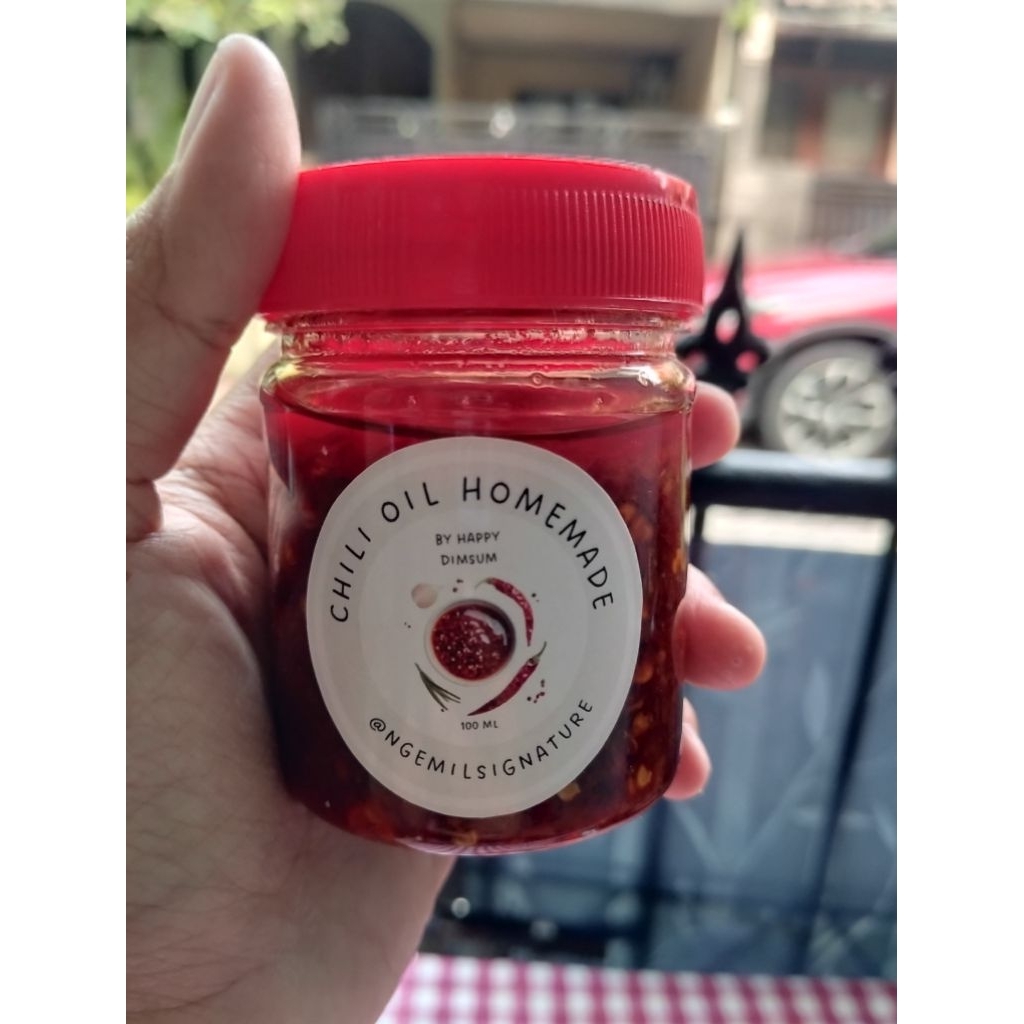 CHILI OIL HOMEMADE
BY HAPPY
DIMSUM
100 ML
@NGEMILSIGNATURE